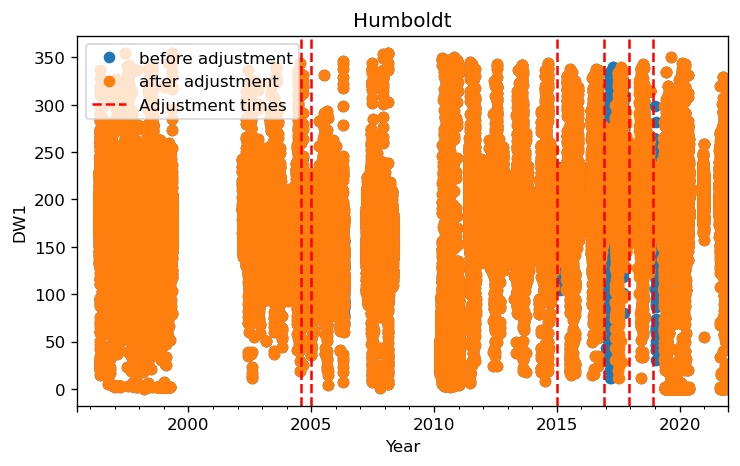 Humboldt
before adjustment
after adjustment
Adjustment times
DW1
350
300
250
200
150
100
50
0
2000 2005 2010 2015 2020
Year